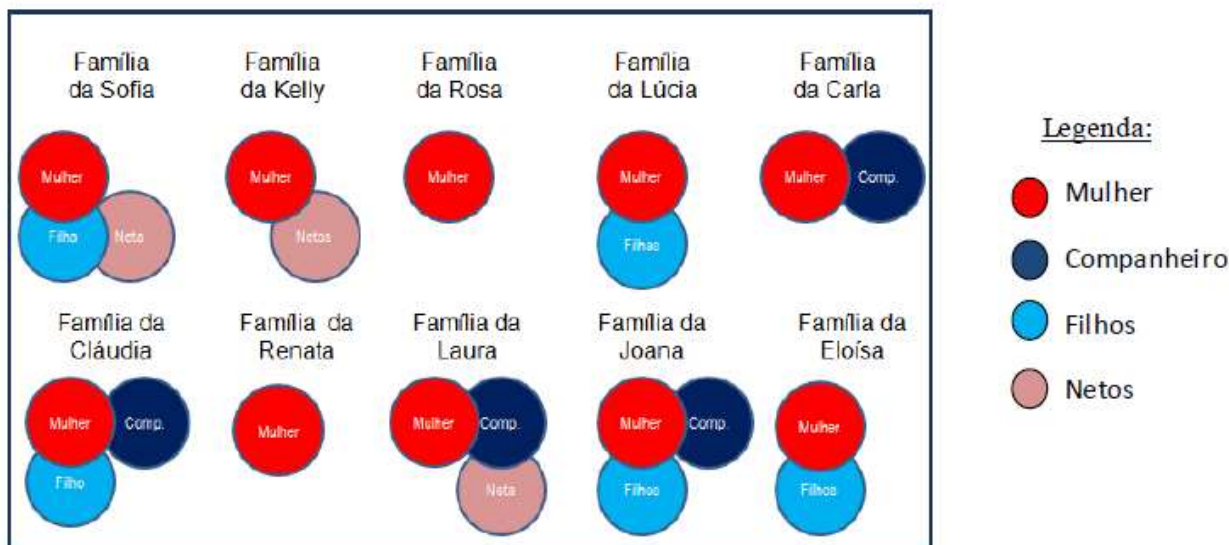 Família
da Sofia
Família
da Kelly
Família
da Rosa
Família
da Lúcia
Família
da Carla
Mulher
Filho
Neto
Mulher
Netos
Mulher
Mulher
Filhos
Mulher
Comp.
Família da
Cláudia
Família da
Renata
Família da
Laura
Família da
Joana
Família da
Eloísa
Mulher
Comp.
Filho
Mulher
Mulher
Comp.
Neto
Mulher
Comp.
Filhos
Mulher
Filhos
Legenda:
Mulher
Companheiro
Filhos
Netos